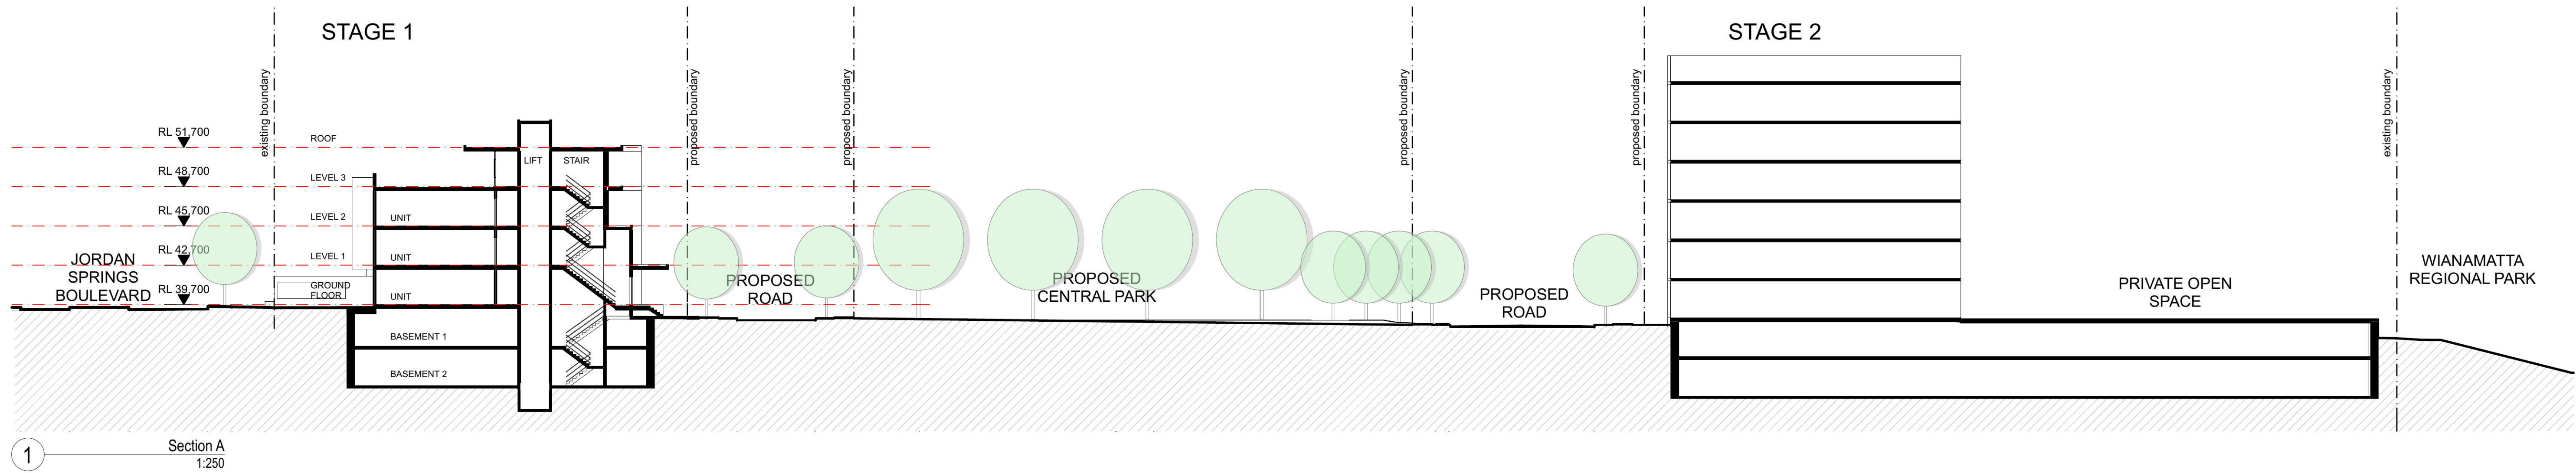 STAGE 1
STAGE 2
existing boundary
proposed boundary
proposed boundary
proposed boundary
proposed boundary
existing boundary
RL 51,700
ROOF
LIFT
STAIR
RL 48,700
LEVEL 3
RL 45,700
LEVEL 2
UNIT
RL 42,700
LEVEL 1
UNIT
JORDAN
SPRINGS
BOULEVARD
RL 39,700
GROUND
FLOOR
UNIT
BASEMENT 1
BASEMENT 2
PROPOSED
ROAD
PROPOSED
CENTRAL PARK
PROPOSED
ROAD
PRIVATE OPEN
SPACE
WIANAMATTA
REGIONAL PARK
1
Section A
1:250